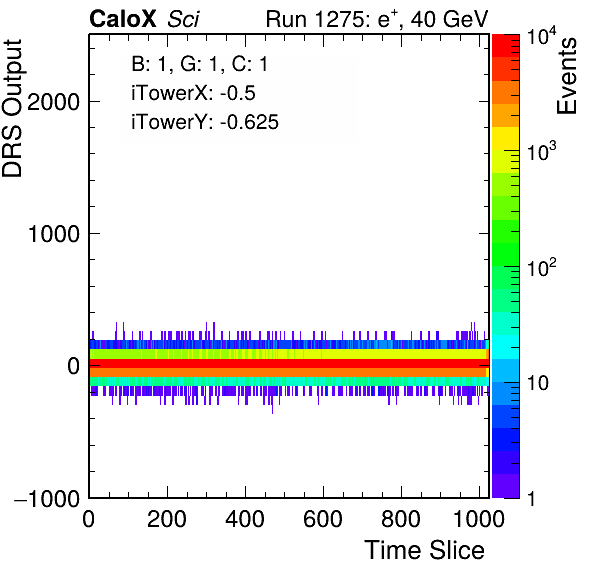 CaloX Sci Run 1275: e⁺, 40 GeV
B: 1, G: 1, C: 1
iTowerX: -0.5
iTowerY: -0.625
DRS Output
2000
1000
0
−1000
0 200 400 600 800 1000
Time Slice
Events
10⁴
10³
10²
10
1